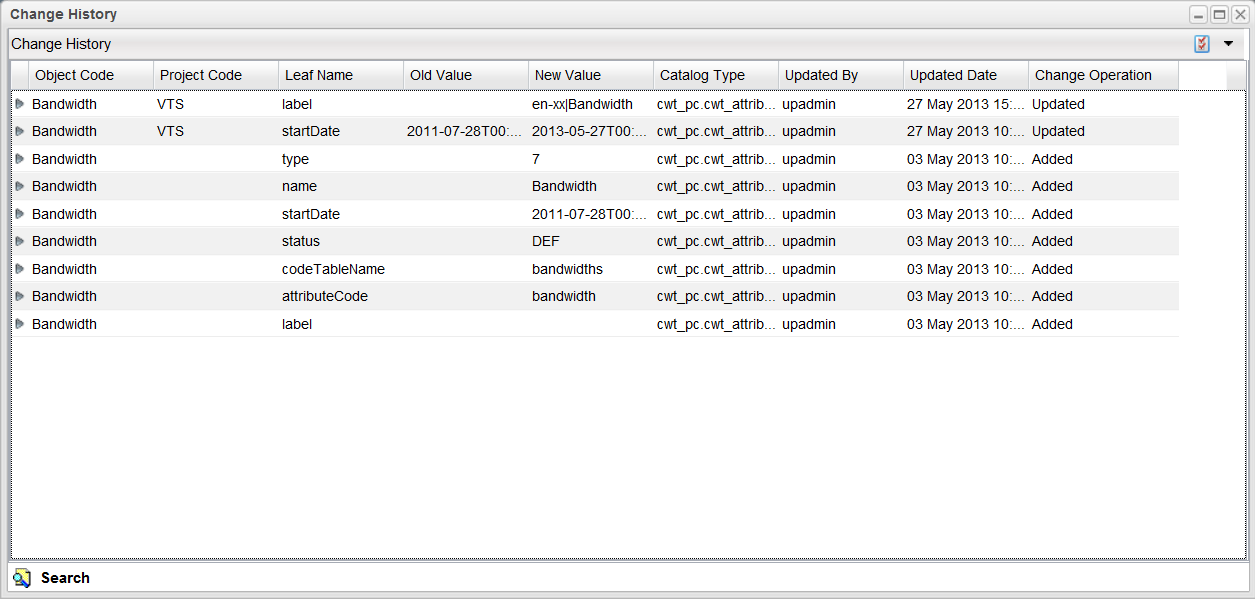 Change History
Change History
Object Code Project Code Leaf Name Old Value New Value Catalog Type Updated By Updated Date Change Operation
Bandwidth VTS label en-xx|Bandwidth cwt_pc.cwt_attrib... upadmin 27 May 2013 15:... Updated
Bandwidth VTS startDate 2011-07-28T00:... 2013-05-27T00:... cwt_pc.cwt_attrib... upadmin 27 May 2013 10:... Updated
Bandwidth type 7 cwt_pc.cwt_attrib... upadmin 03 May 2013 10:... Added
Bandwidth name Bandwidth cwt_pc.cwt_attrib... upadmin 03 May 2013 10:... Added
Bandwidth startDate 2011-07-28T00:... cwt_pc.cwt_attrib... upadmin 03 May 2013 10:... Added
Bandwidth status DEF cwt_pc.cwt_attrib... upadmin 03 May 2013 10:... Added
Bandwidth codeTableName bandwidths cwt_pc.cwt_attrib... upadmin 03 May 2013 10:... Added
Bandwidth attributeCode bandwidth cwt_pc.cwt_attrib... upadmin 03 May 2013 10:... Added
Bandwidth label cwt_pc.cwt_attrib... upadmin 03 May 2013 10:... Added
Search